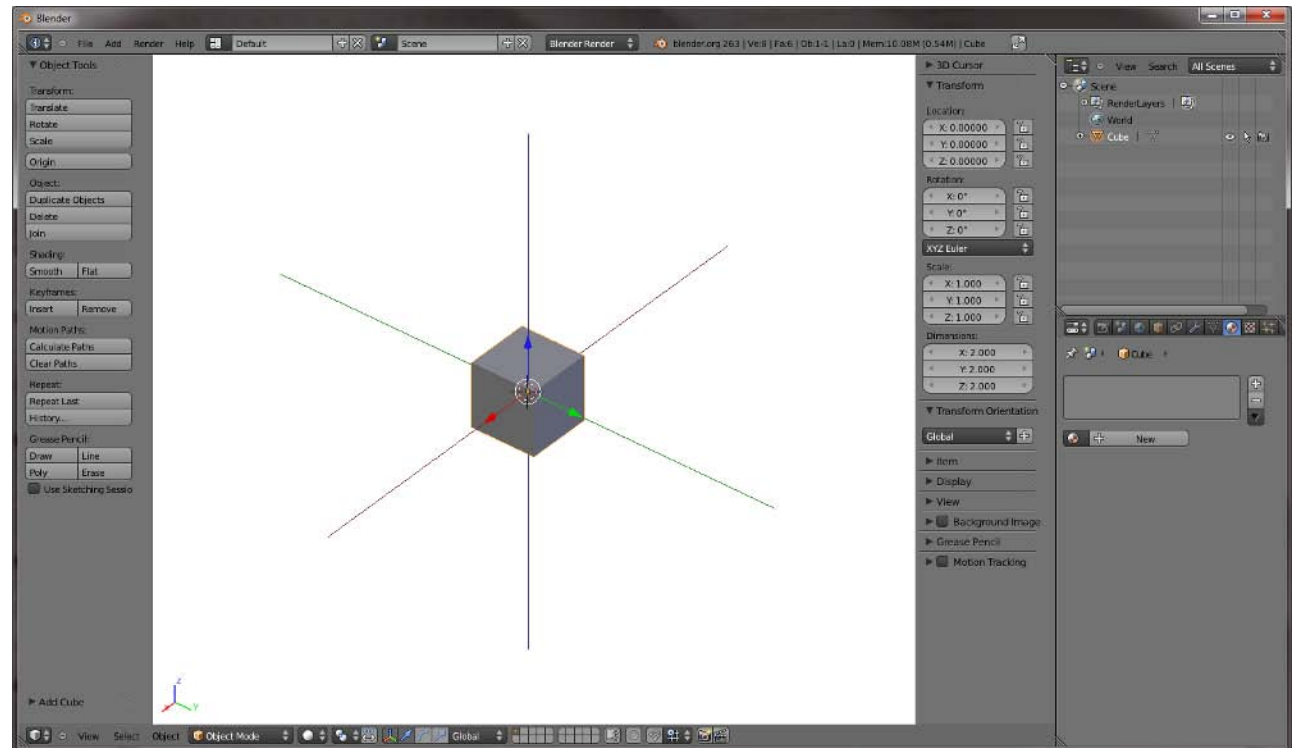 Blender
File Add Render Help Default Scene Blender Render blender.org 263 | Ve:8 | Fa:6 | Ob:1-1 | La:0 | Mem:10.08M (0.54M) | Cube
Object Tools
Transform:
Translate
Rotate
Scale
Origin
Object:
Duplicate Objects
Delete
Join
Shading:
Smooth Flat
Keyframes:
Insert Remove
Motion Paths:
Calculate Paths
Clear Paths
Repeat:
Repeat Last
History...
Grease Pencil:
Draw Line
Poly Erase
Use Sketching Sessio
Add Cube
z
y
3D Cursor
Transform
Location:
X: 0.00000
Y: 0.00000
Z: 0.00000
Rotation:
X: 0°
Y: 0°
Z: 0°
XYZ Euler
Scale:
X: 1.000
Y: 1.000
Z: 1.000
Dimensions:
X: 2.000
Y: 2.000
Z: 2.000
Transform Orientation
Global
Item
Display
View
Background Image
Grease Pencil
Motion Tracking
View Search All Scenes
Scene
RenderLayers |
World
Cube |
Cube
New
View Select Object Object Mode Global